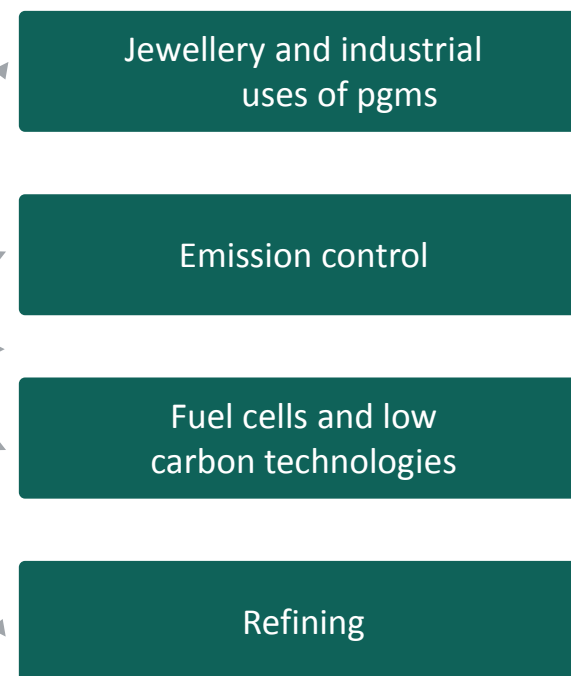 Jewellery and industrial
uses of pgms
Emission control
Fuel cells and low
carbon technologies
Refining